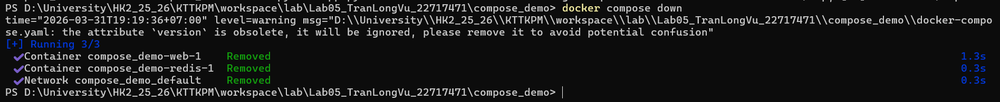 PS D:\University\HK2_25_26\KTTKPM\workspace\lab\Lab05_TranLongVu_22717471\compose_demo> docker compose down
time="2026-03-31T19:19:36+07:00" level=warning msg="D:\\University\\HK2_25_26\\KTTKPM\\workspace\\lab\\Lab05_TranLongVu_22717471\\compose_demo\\docker-compo
se.yaml: the attribute `version` is obsolete, it will be ignored, please remove it to avoid potential confusion"
[+] Running 3/3
✔Container compose_demo-web-1    Removed    1.3s
✔Container compose_demo-redis-1  Removed    0.3s
✔Network compose_demo_default    Removed    0.3s
PS D:\University\HK2_25_26\KTTKPM\workspace\lab\Lab05_TranLongVu_22717471\compose_demo>